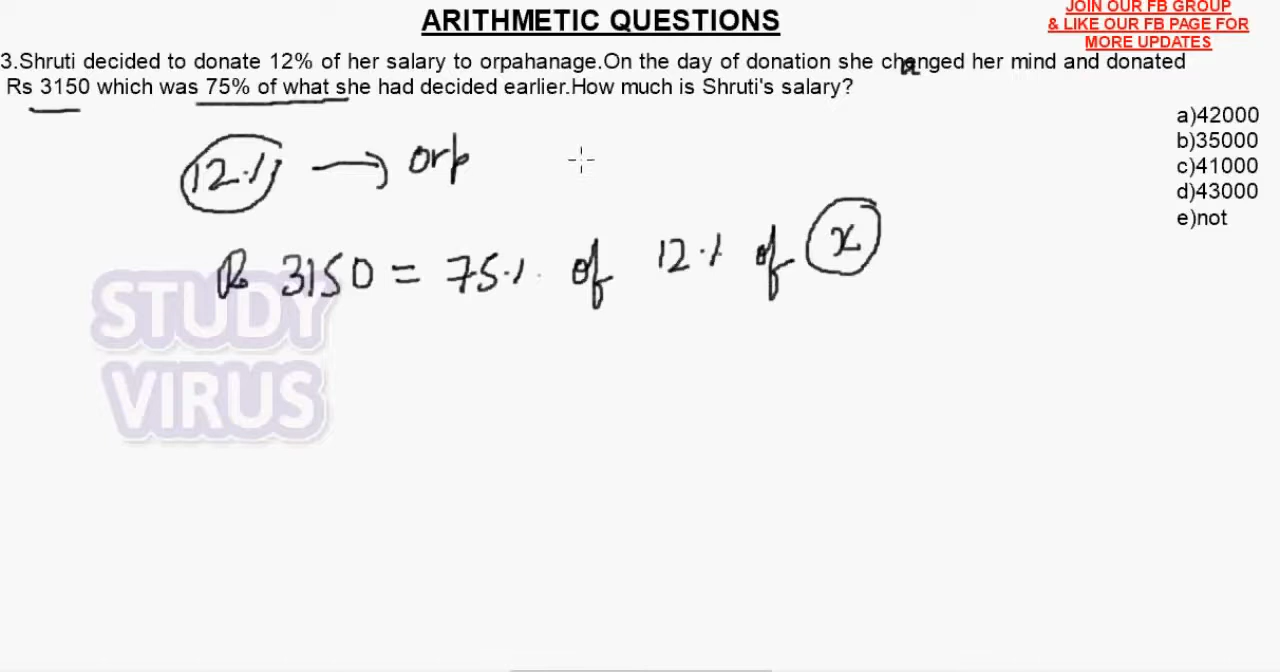 ARITHMETIC QUESTIONS
JOIN OUR FB GROUP
& LIKE OUR FB PAGE FOR
MORE UPDATES
3.Shruti decided to donate 12% of her salary to orpahanage.On the day of donation she changed her mind and donated
Rs 3150 which was 75% of what she had decided earlier.How much is Shruti's salary?
a)42000
b)35000
c)41000
d)43000
e)not
12% → orp
Rs 3150 = 75% of 12% of x
STUDY
VIRUS